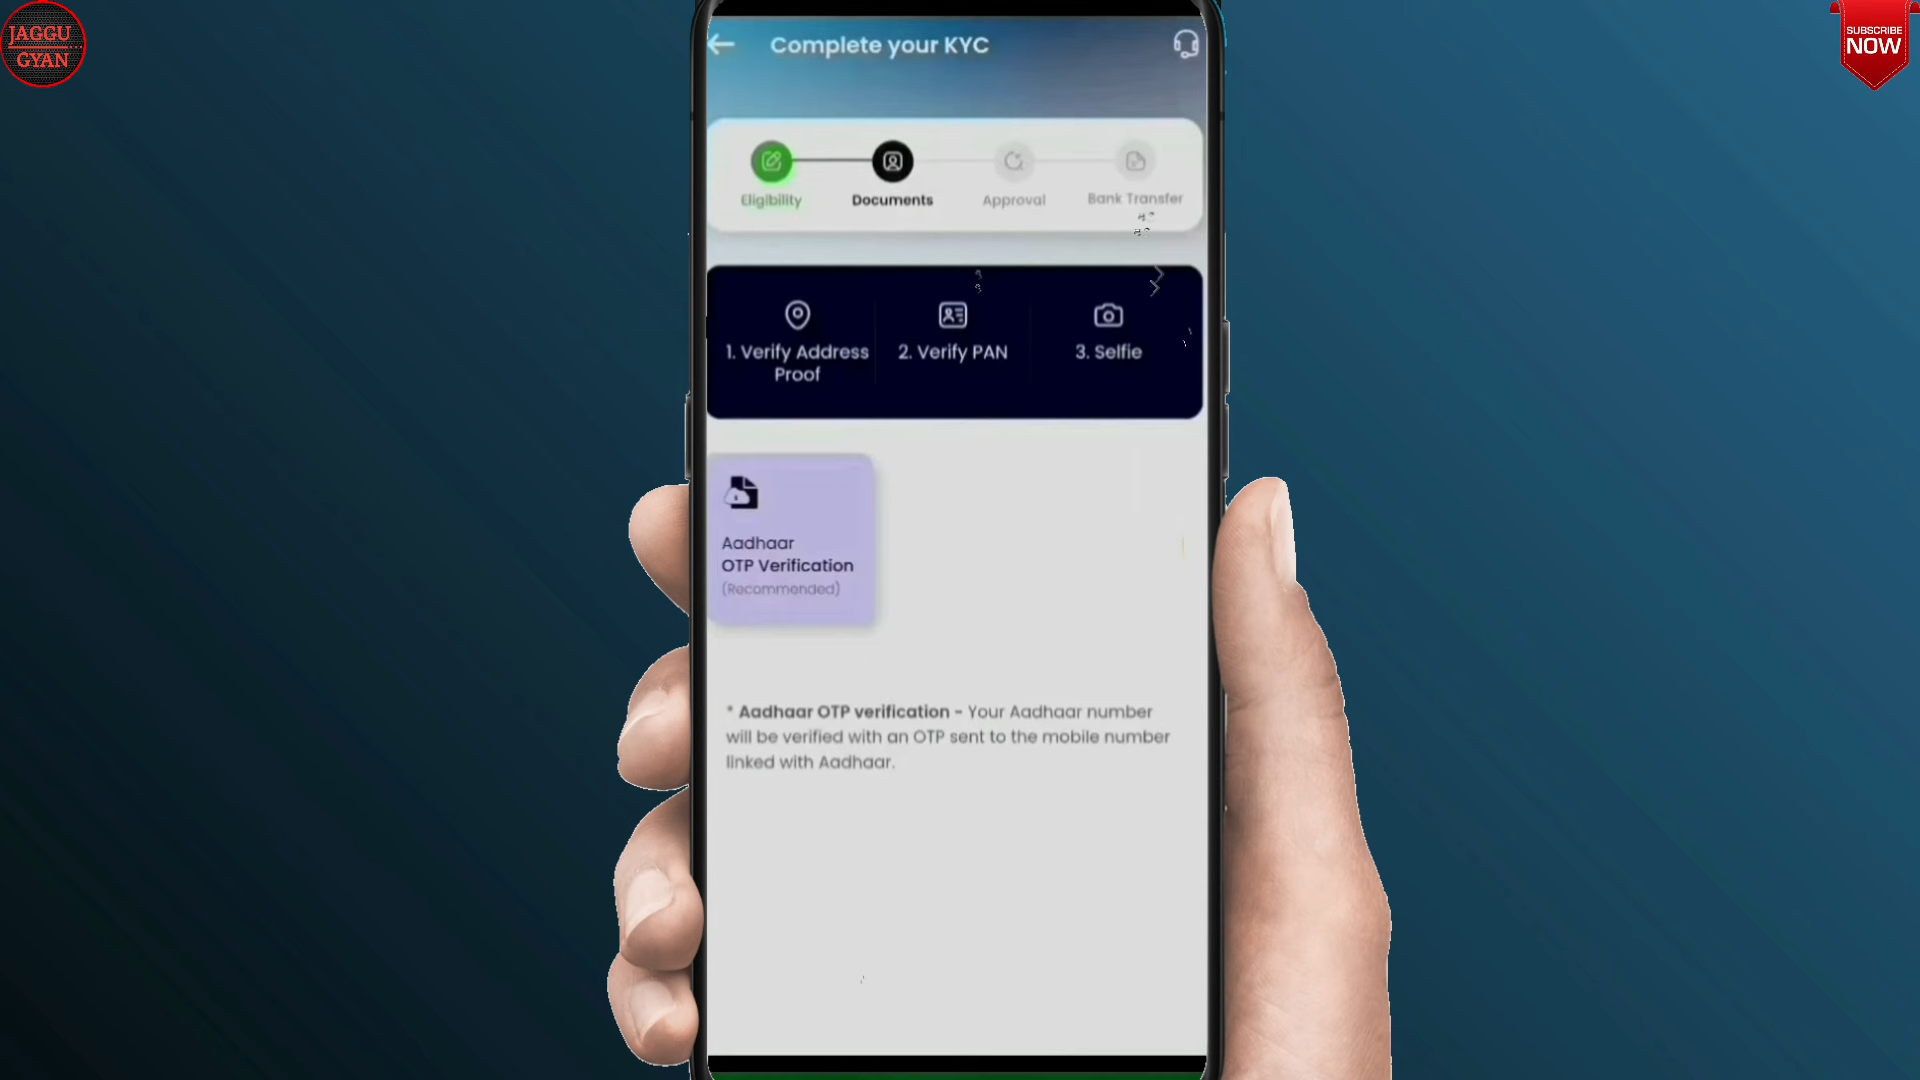 JAGGU
GYAN
SUBSCRIBE
NOW
Complete your KYC
Eligibility
Documents
Approval
Bank Transfer
1. Verify Address
Proof
2. Verify PAN
3. Selfie
Aadhaar
OTP Verification
(Recommended)
* Aadhaar OTP verification - Your Aadhaar number
will be verified with an OTP sent to the mobile number
linked with Aadhaar.